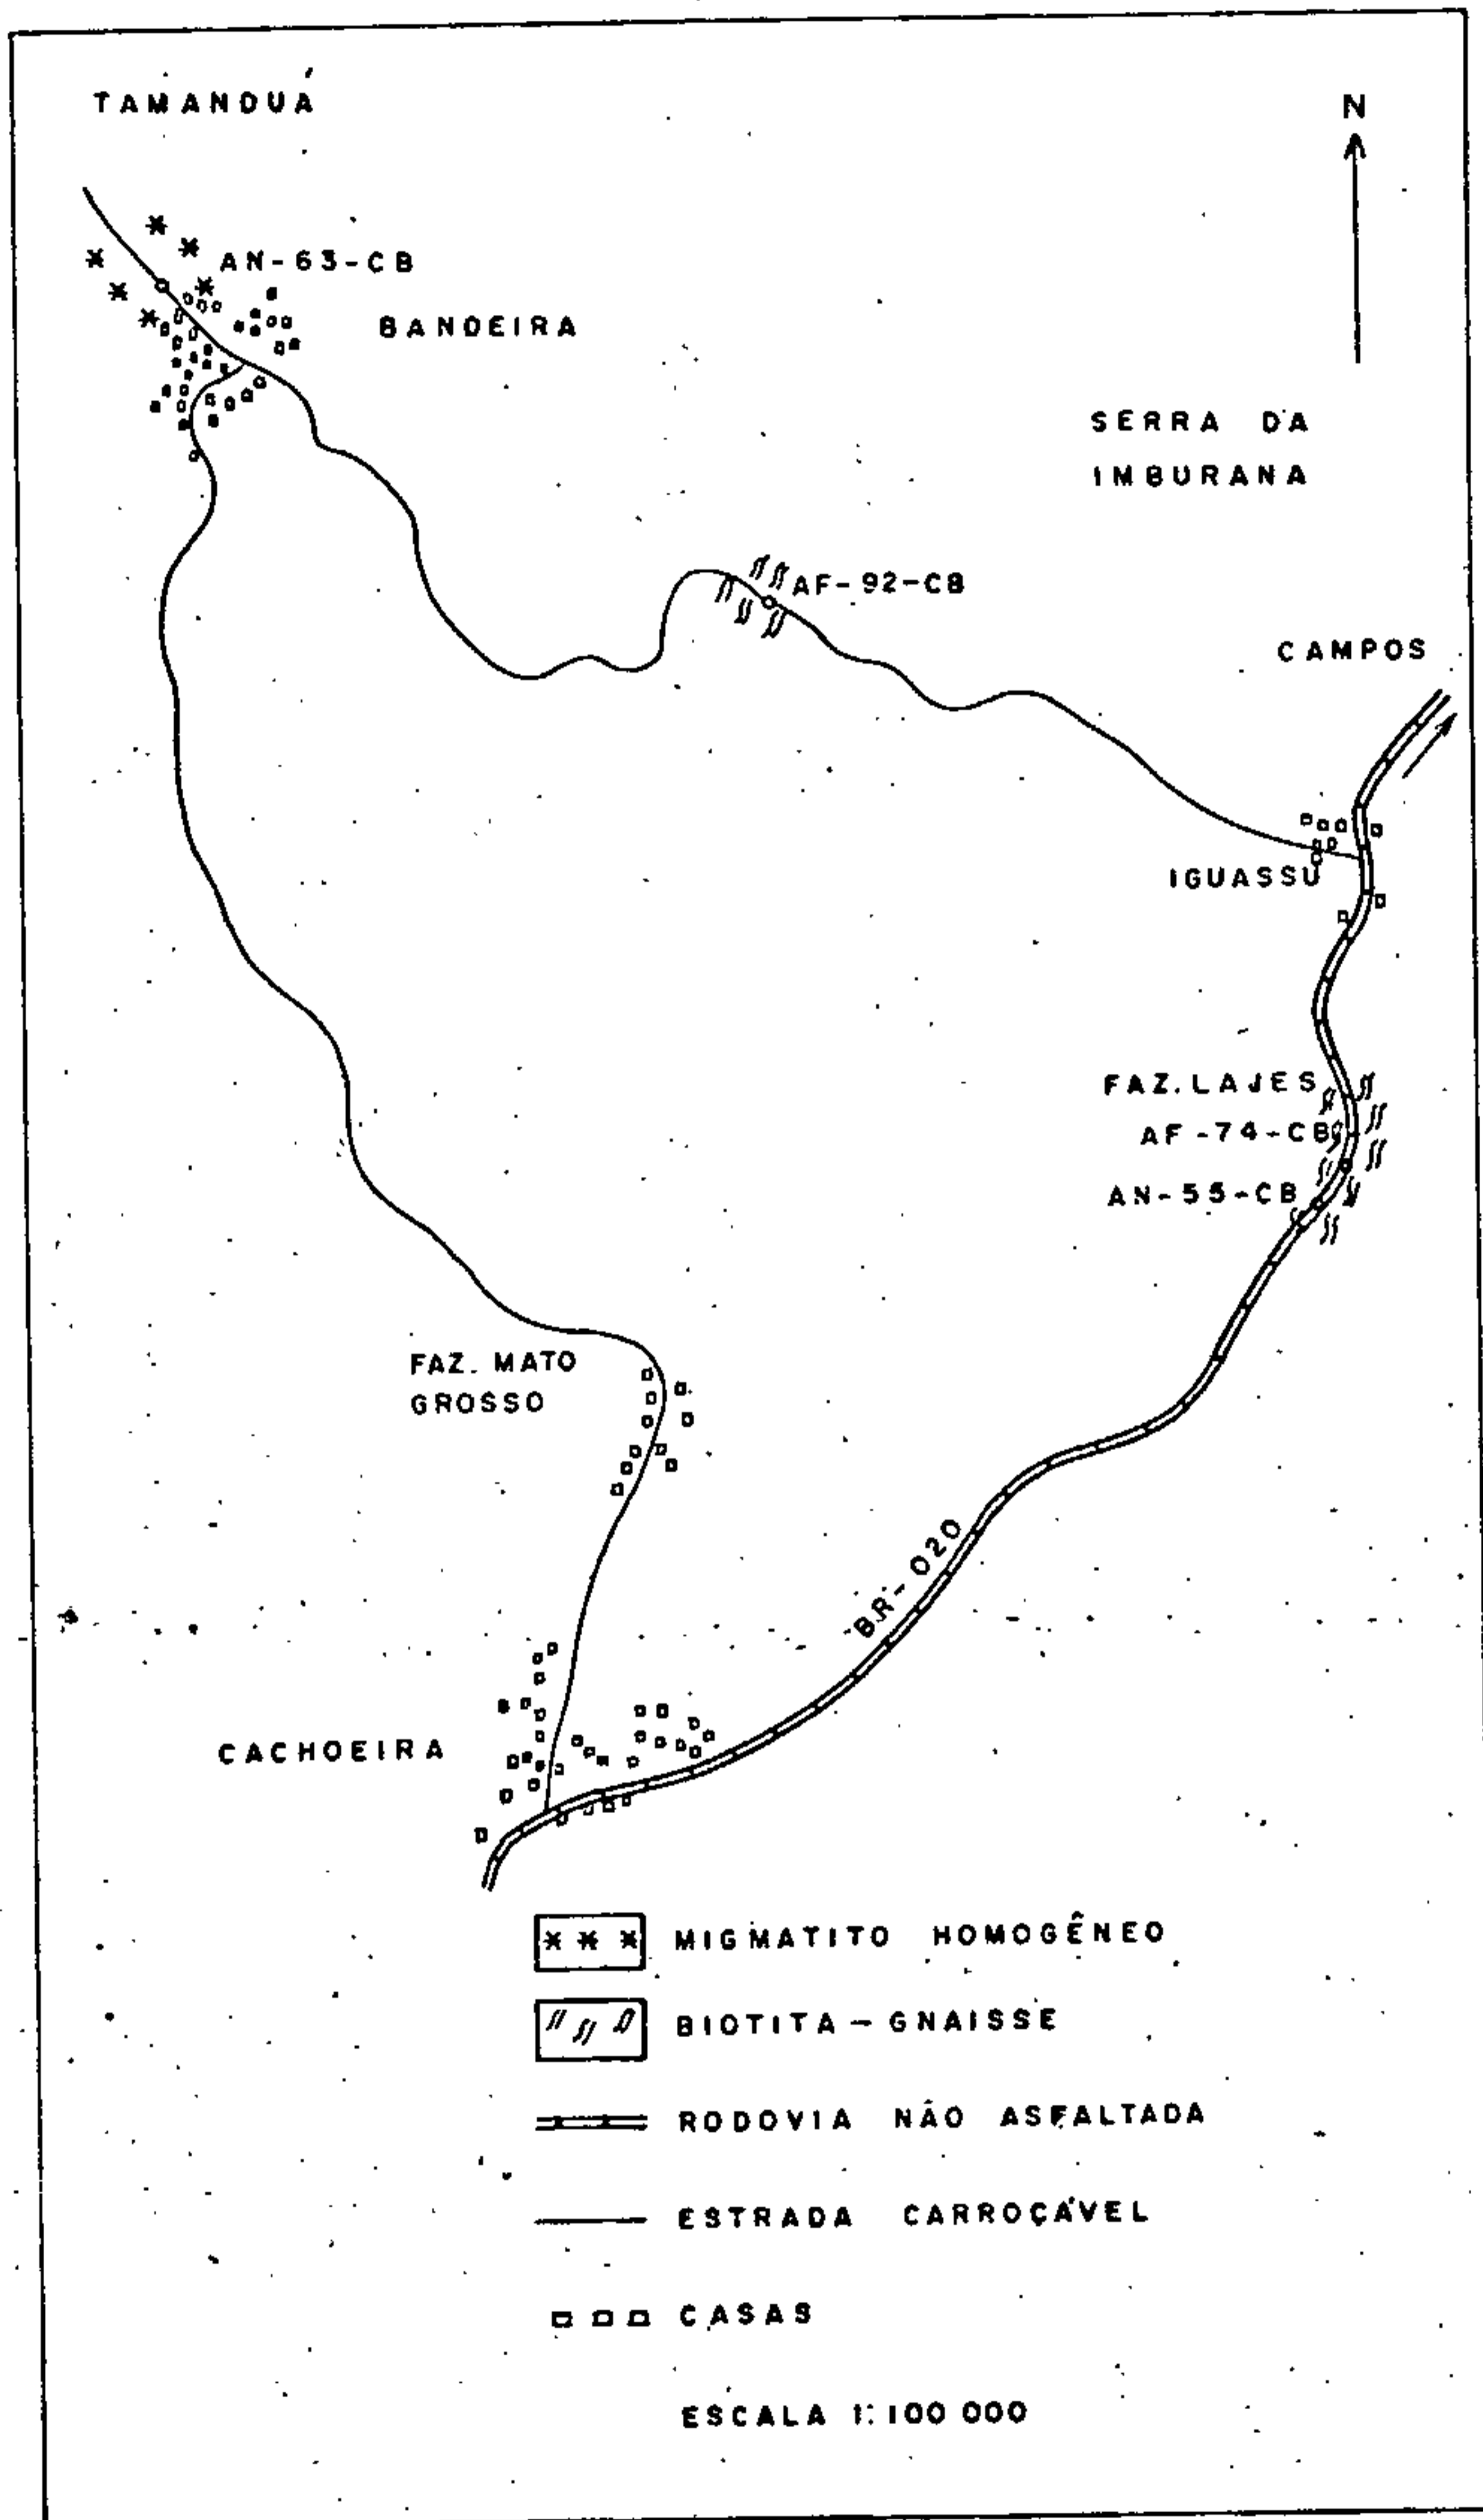 TAMANDUÁ
N
AN-63-CB
BANDEIRA
SERRA DA
IMBURANA
AF-92-CB
CAMPOS
IGUASSU
FAZ. LAJES
AF-74-CB
AN-55-CB
FAZ. MATO
GROSSO
BR-020
CACHOEIRA
MIGMATITO HOMOGÊNEO
BIOTITA-GNAISSE
RODOVIA NÃO ASFALTADA
ESTRADA CARROÇÁVEL
CASAS
ESCALA 1:100 000